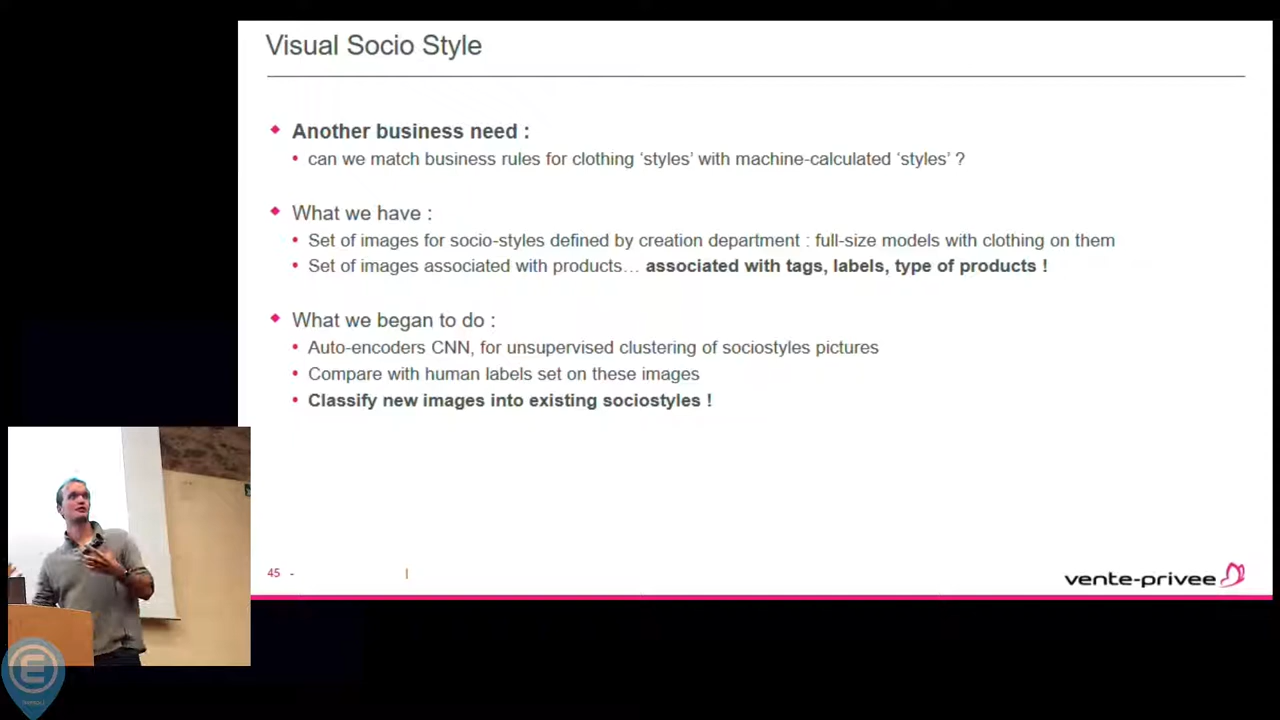 Visual Socio Style
Another business need :
can we match business rules for clothing ‘styles’ with machine-calculated ‘styles’ ?
What we have :
Set of images for socio-styles defined by creation department : full-size models with clothing on them
Set of images associated with products… associated with tags, labels, type of products !
What we began to do :
Auto-encoders CNN, for unsupervised clustering of sociostyles pictures
Compare with human labels set on these images
Classify new images into existing sociostyles !
45 - |
vente-privee